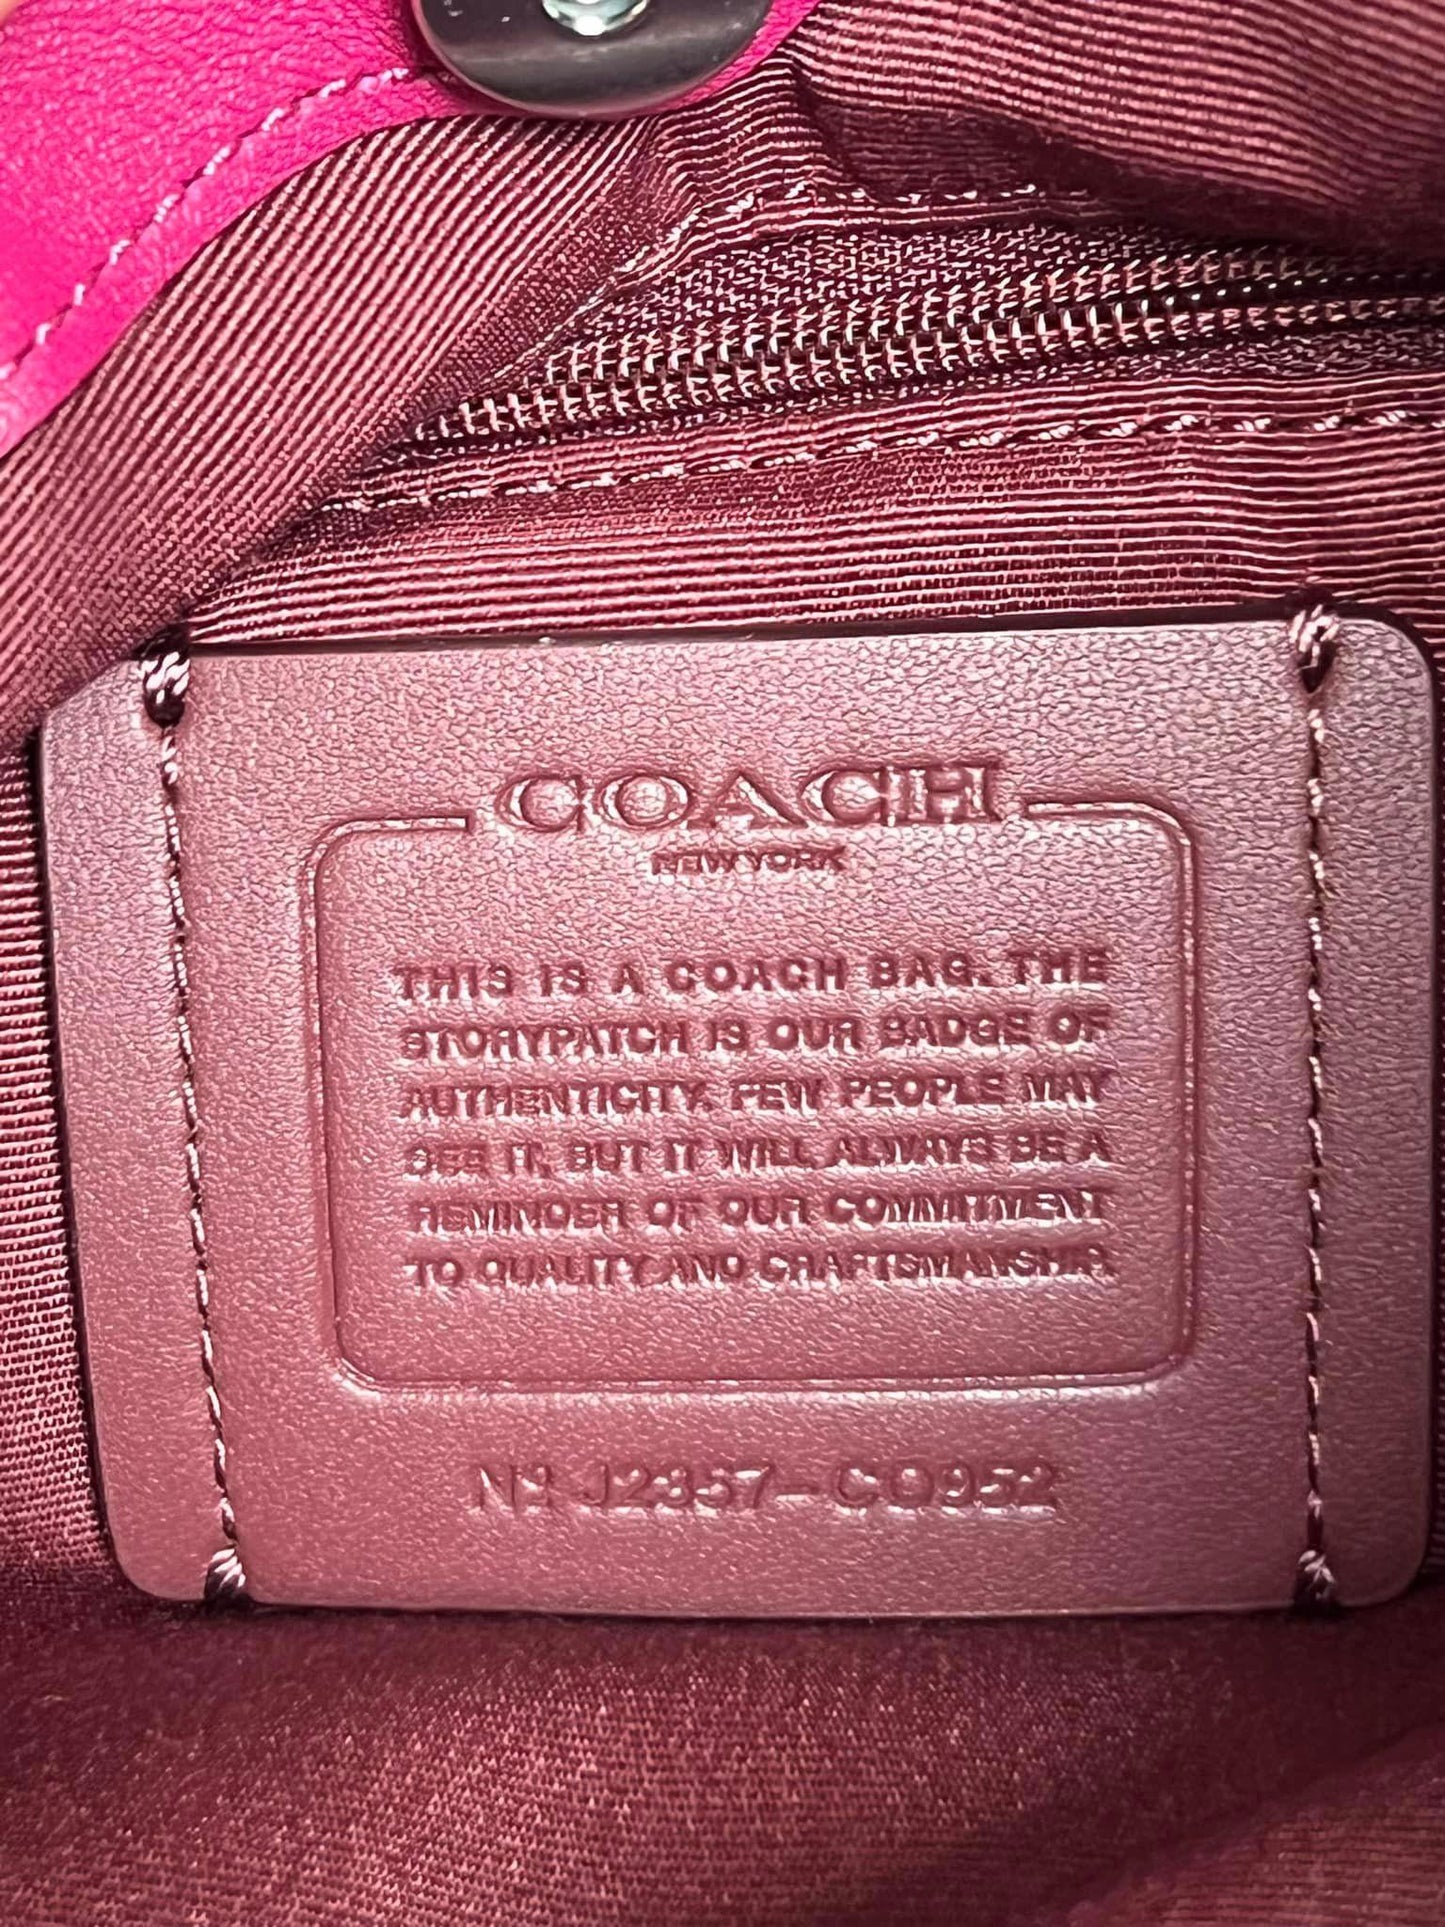 COACH
NEW YORK
THIS IS A COACH BAG. THE
STORYPATCH IS OUR BADGE OF
AUTHENTICITY. FEW PEOPLE MAY
SEE IT, BUT IT WILL ALWAYS BE A
REMINDER OF OUR COMMITMENT
TO QUALITY AND CRAFTSMANSHIP.
Nº J2357-CO952